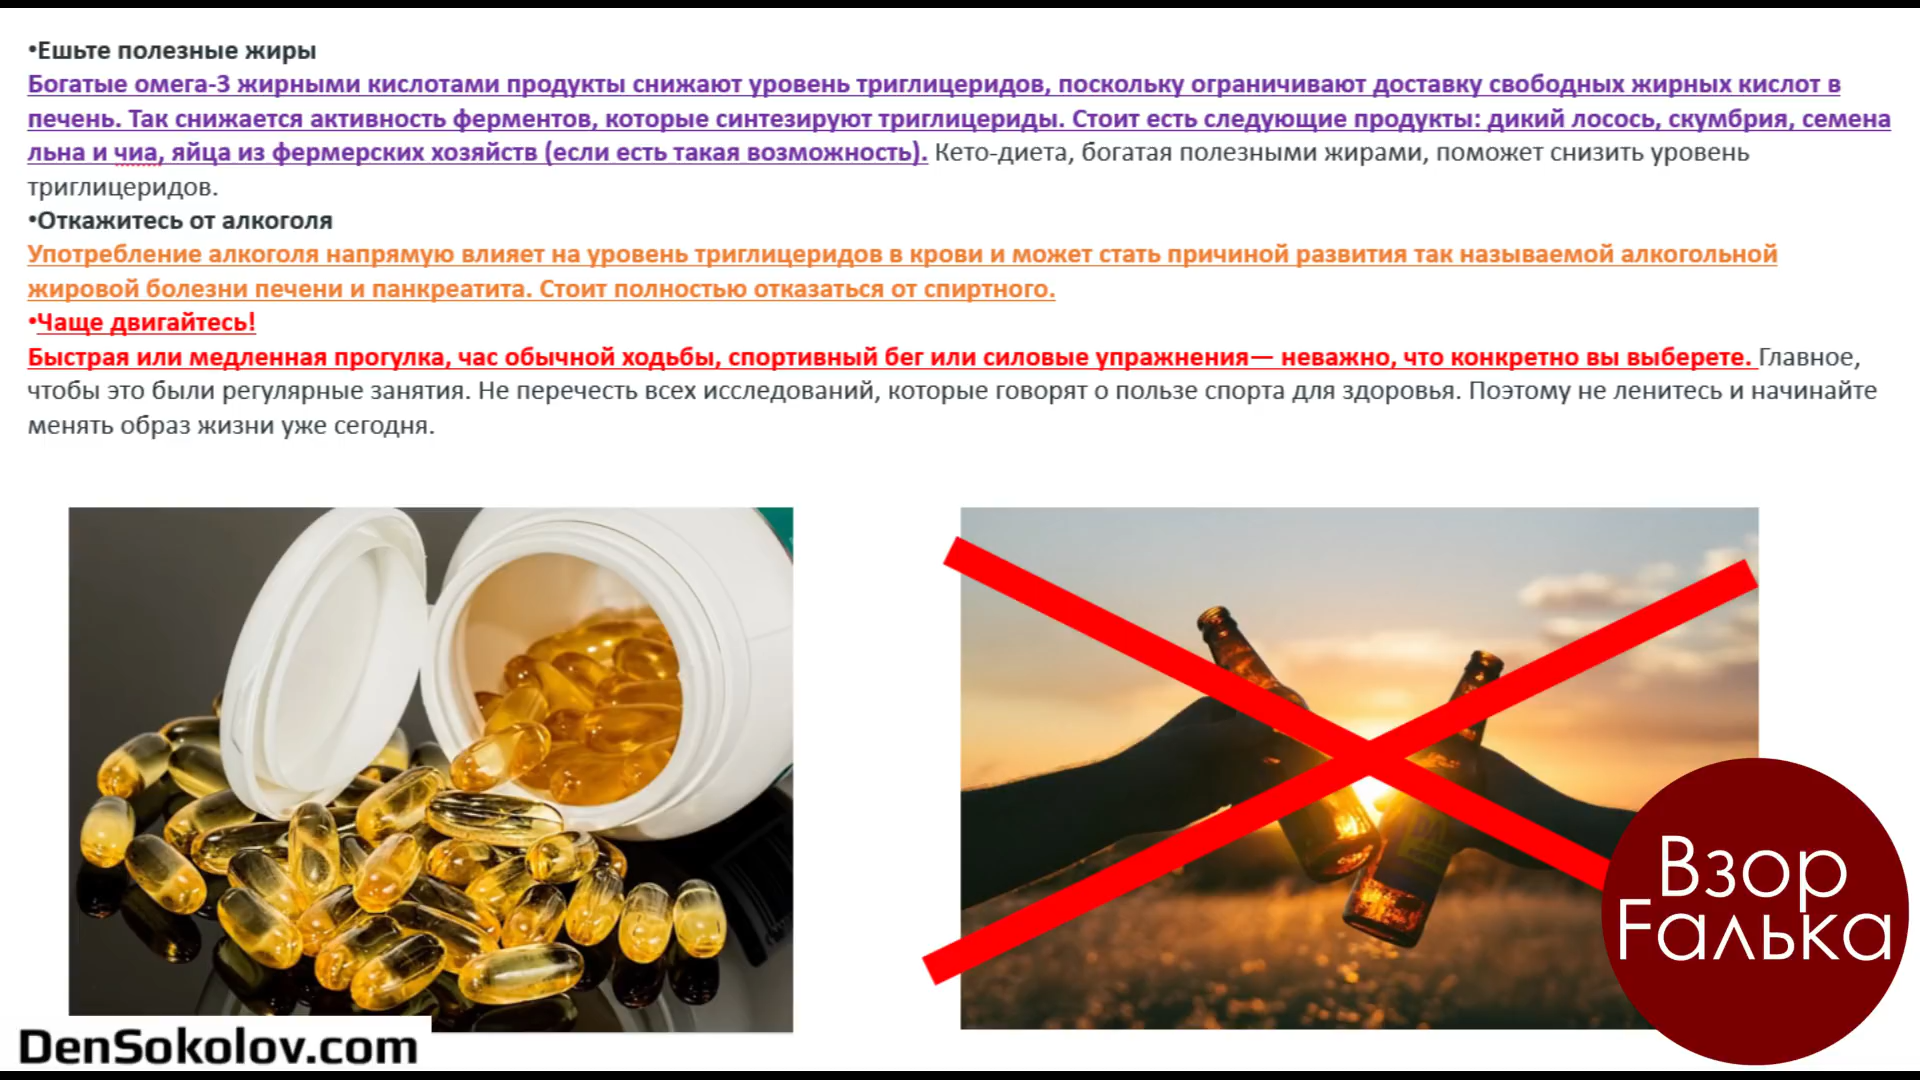 •Ешьте полезные жиры
Богатые омега-3 жирными кислотами продукты снижают уровень триглицеридов, поскольку ограничивают доставку свободных жирных кислот в
печень. Так снижается активность ферментов, которые синтезируют триглицериды. Стоит есть следующие продукты: дикий лосось, скумбрия, семена
льна и чиа, яйца из фермерских хозяйств (если есть такая возможность). Кето-диета, богатая полезными жирами, поможет снизить уровень
триглицеридов.
•Откажитесь от алкоголя
Употребление алкоголя напрямую влияет на уровень триглицеридов в крови и может стать причиной развития так называемой алкогольной
жировой болезни печени и панкреатита. Стоит полностью отказаться от спиртного.
•Чаще двигайтесь!
Быстрая или медленная прогулка, час обычной ходьбы, спортивный бег или силовые упражнения— неважно, что конкретно вы выберете. Главное,
чтобы это были регулярные занятия. Не перечесть всех исследований, которые говорят о пользе спорта для здоровья. Поэтому не ленитесь и начинайте
менять образ жизни уже сегодня.
Взор
Fалька
DenSokolov.com